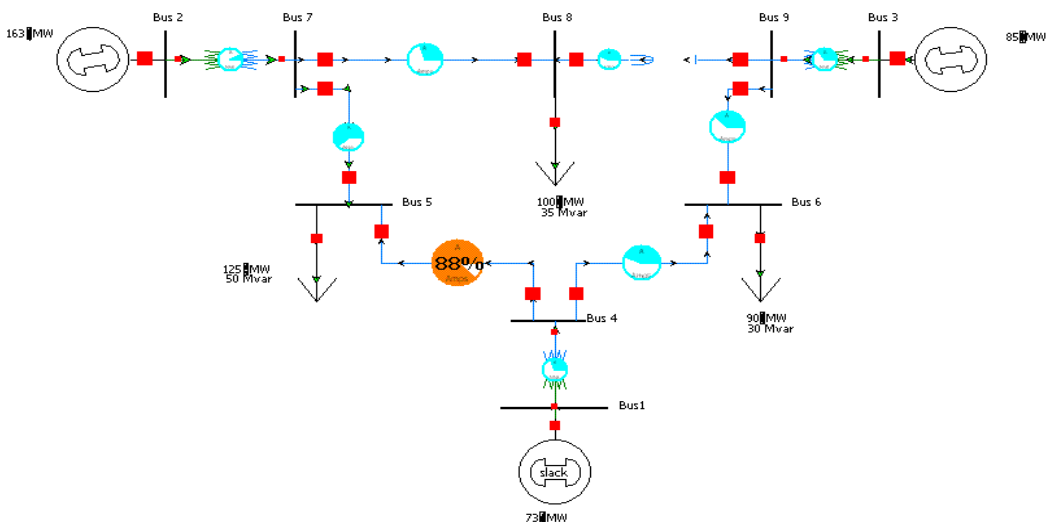 Bus 2
Bus 7
Bus 8
Bus 9
Bus 3
163 MW
85 MW
A
Amps
100 MW
35 Mvar
Bus 5
Bus 6
125 MW
50 Mvar
A
88%
Amps
A
Amps
90 MW
30 Mvar
Bus 4
Bus1
slack
73 MW